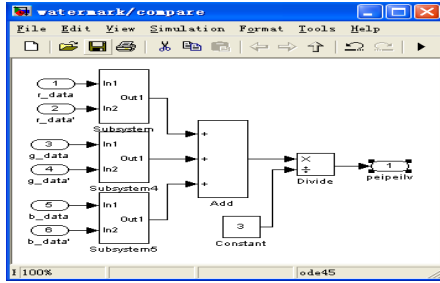 watermark/compare
File Edit View Simulation Format Tools Help
1
r_data
2
r_data'
In1
In2
Out1
Subsystem
3
g_data
4
g_data'
In1
In2
Out1
Subsystem4
5
b_data
6
b_data'
In1
In2
Out1
Subsystem5
+
+
+
Add
3
Constant
×
÷
Divide
1
peipeilv
100%
ode45